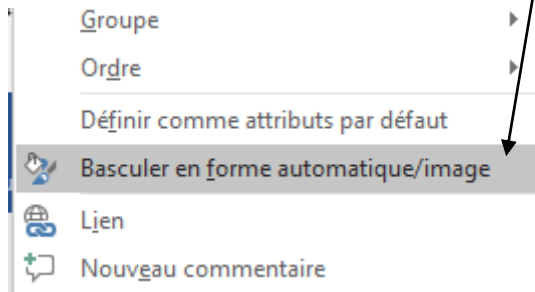 Groupe
Ordre
Définir comme attributs par défaut
Basculer en forme automatique/image
Lien
Nouveau commentaire